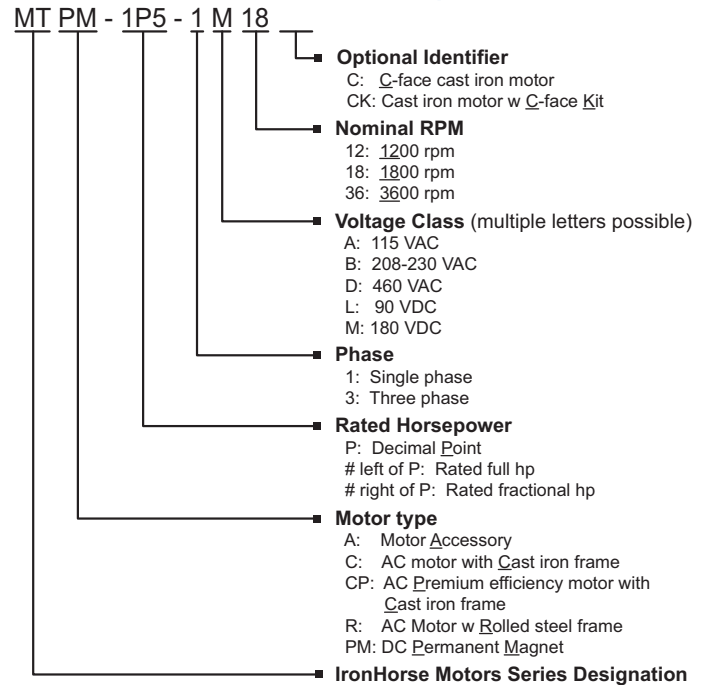 MT PM - 1P5 - 1 M 18
Optional Identifier
C: C-face cast iron motor
CK: Cast iron motor w C-face Kit
Nominal RPM
12: 1200 rpm
18: 1800 rpm
36: 3600 rpm
Voltage Class (multiple letters possible)
A: 115 VAC
B: 208-230 VAC
D: 460 VAC
L: 90 VDC
M: 180 VDC
Phase
1: Single phase
3: Three phase
Rated Horsepower
P: Decimal Point
# left of P: Rated full hp
# right of P: Rated fractional hp
Motor type
A: Motor Accessory
C: AC motor with Cast iron frame
CP: AC Premium efficiency motor with
Cast iron frame
R: AC Motor w Rolled steel frame
PM: DC Permanent Magnet
IronHorse Motors Series Designation